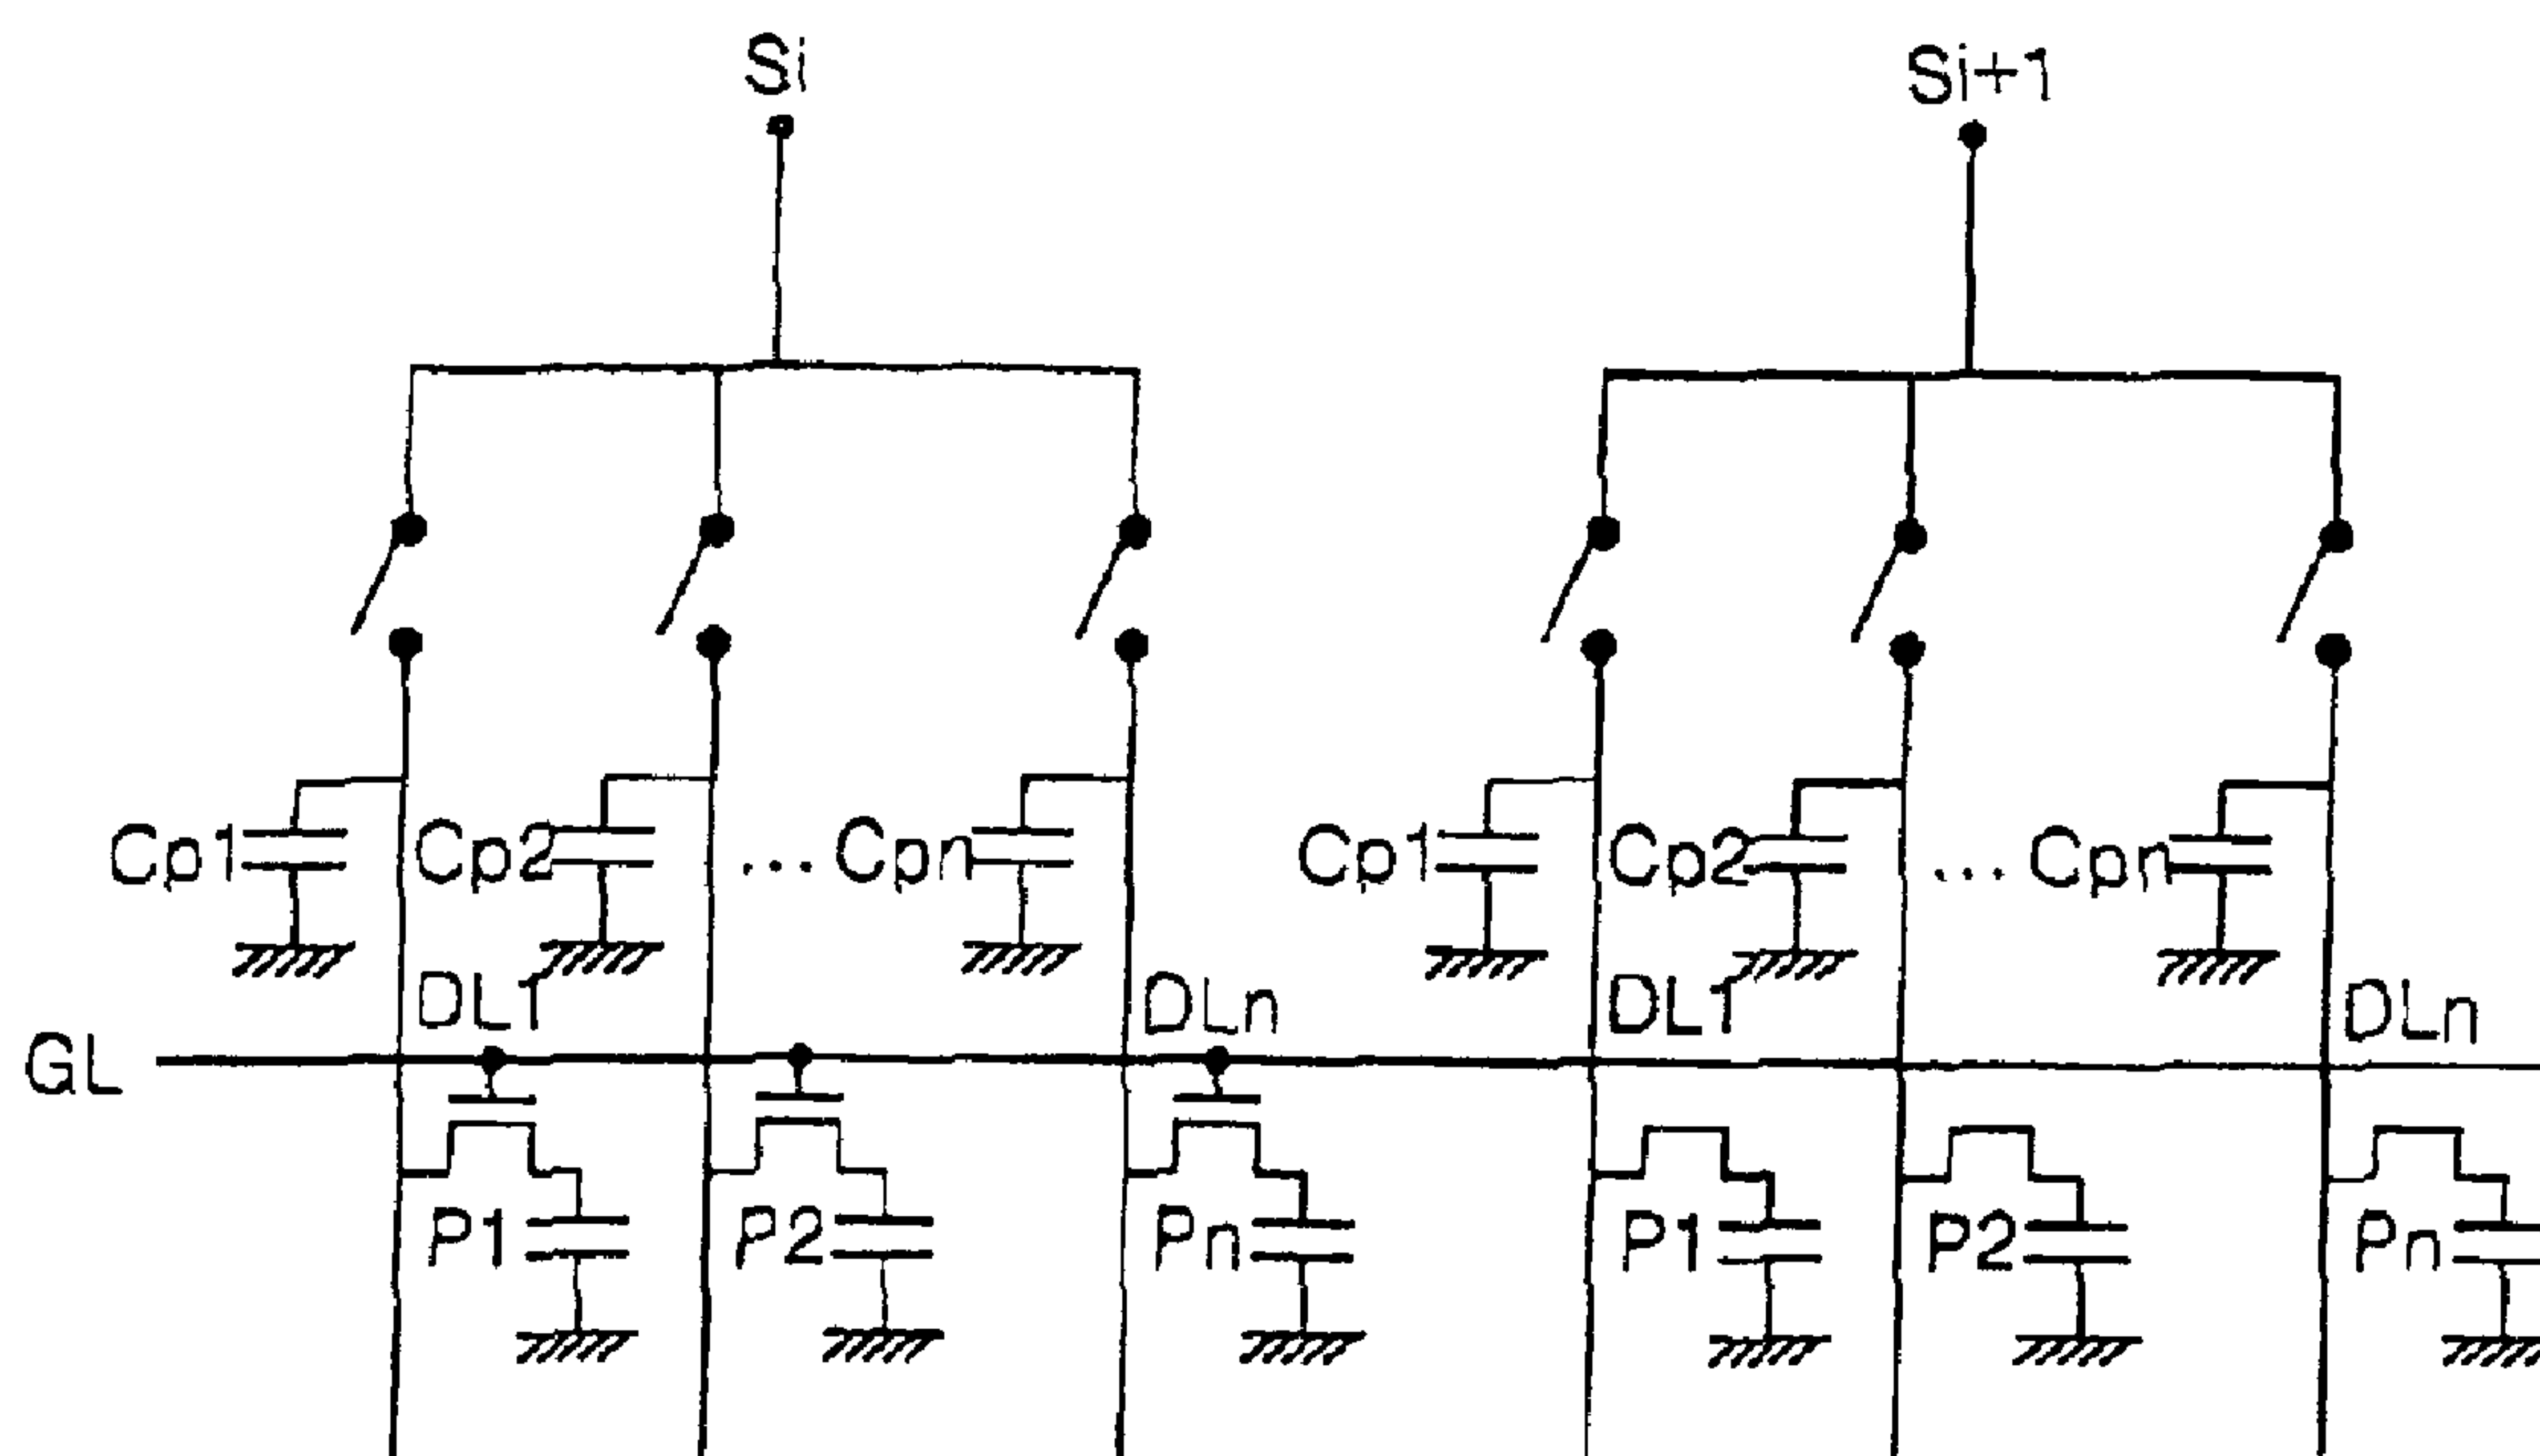 Si Si+1
Cp1 Cp2 ... Cpn Cp1 Cp2 ... Cpn
DL1 DLn DL1 DLn
GL
P1 P2 Pn P1 P2 Pn